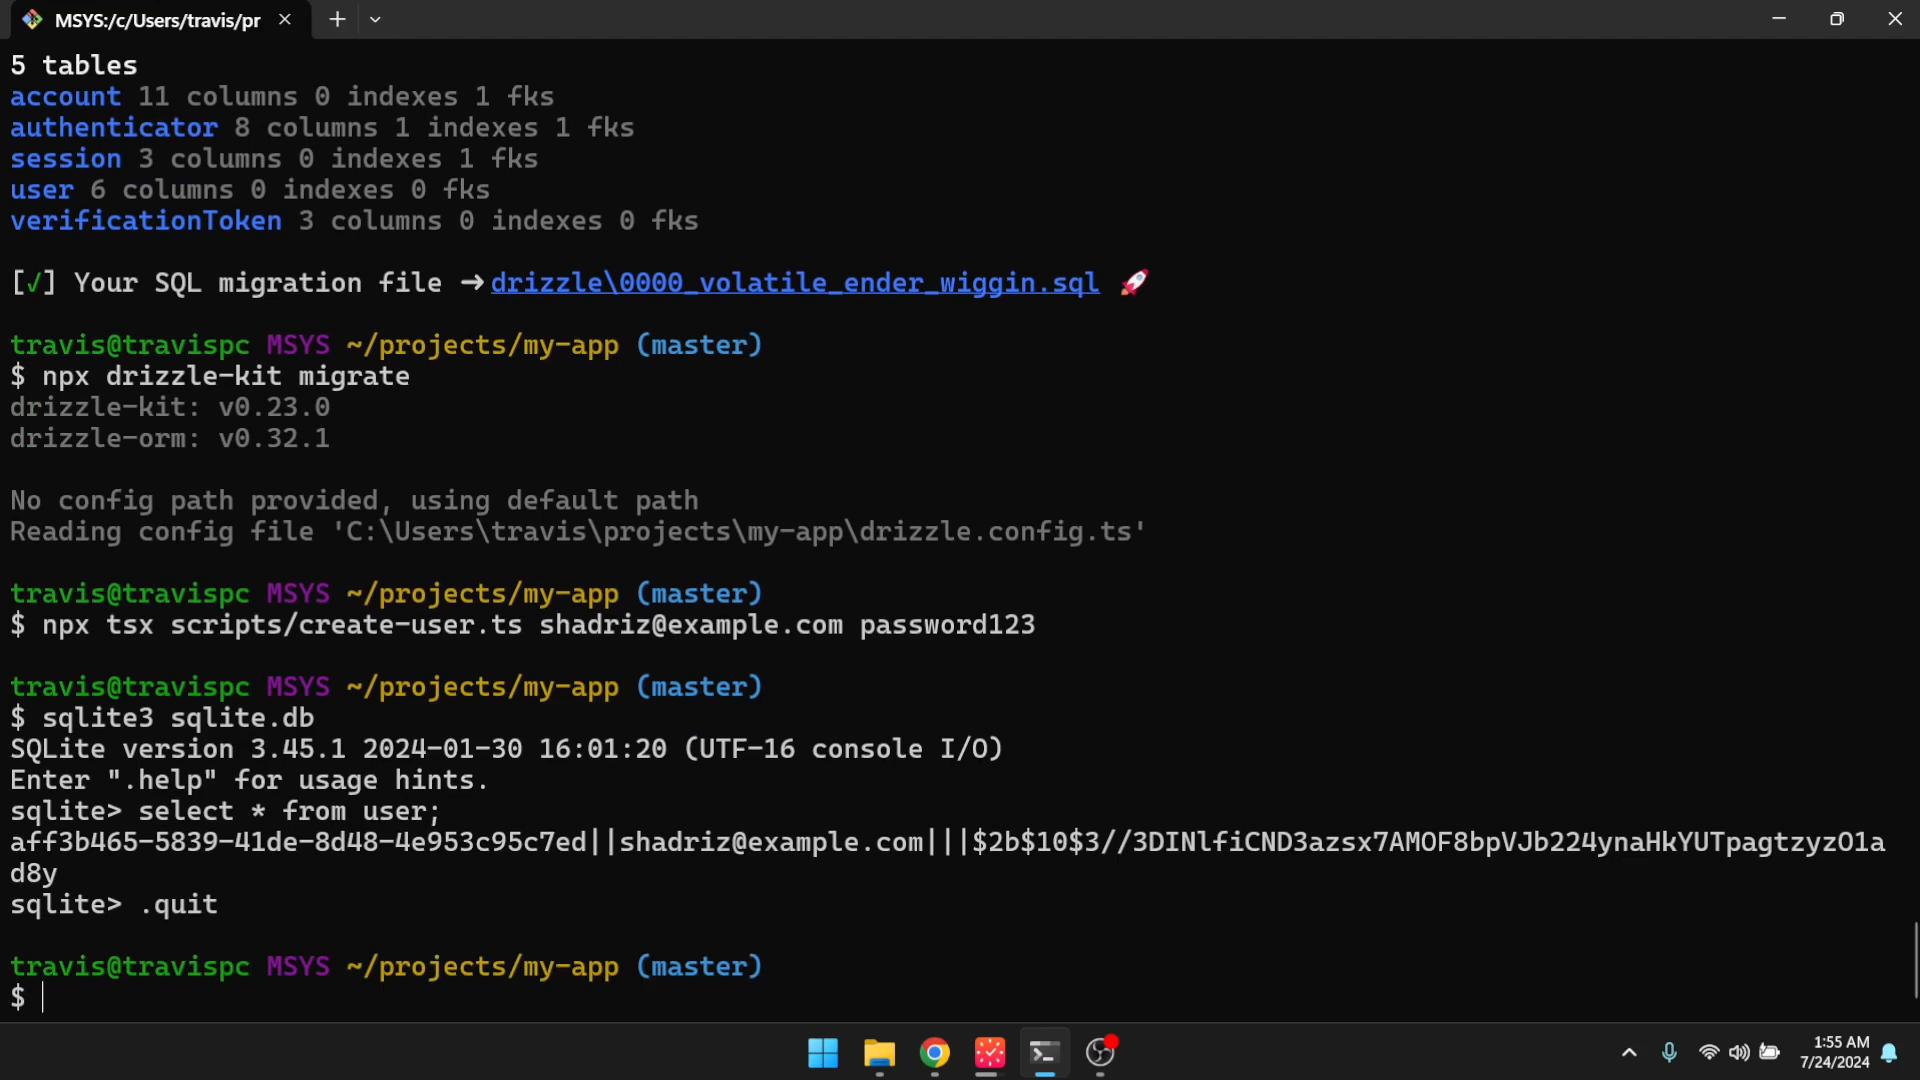 MSYS:/c/Users/travis/pr
5 tables
account 11 columns 0 indexes 1 fks
authenticator 8 columns 1 indexes 1 fks
session 3 columns 0 indexes 1 fks
user 6 columns 0 indexes 0 fks
verificationToken 3 columns 0 indexes 0 fks
[✓] Your SQL migration file ➜ drizzle\0000_volatile_ender_wiggin.sql 🚀
travis@travispc MSYS ~/projects/my-app (master)
$ npx drizzle-kit migrate
drizzle-kit: v0.23.0
drizzle-orm: v0.32.1
No config path provided, using default path
Reading config file 'C:\Users\travis\projects\my-app\drizzle.config.ts'
travis@travispc MSYS ~/projects/my-app (master)
$ npx tsx scripts/create-user.ts shadriz@example.com password123
travis@travispc MSYS ~/projects/my-app (master)
$ sqlite3 sqlite.db
SQLite version 3.45.1 2024-01-30 16:01:20 (UTF-16 console I/O)
Enter ".help" for usage hints.
sqlite> select * from user;
aff3b465-5839-41de-8d48-4e953c95c7ed||shadriz@example.com|||$2b$10$3//3DINlfiCND3azsx7AMOF8bpVJb224ynaHkYUTpagtzyzO1a
d8y
sqlite> .quit
travis@travispc MSYS ~/projects/my-app (master)
$
1:55 AM
7/24/2024